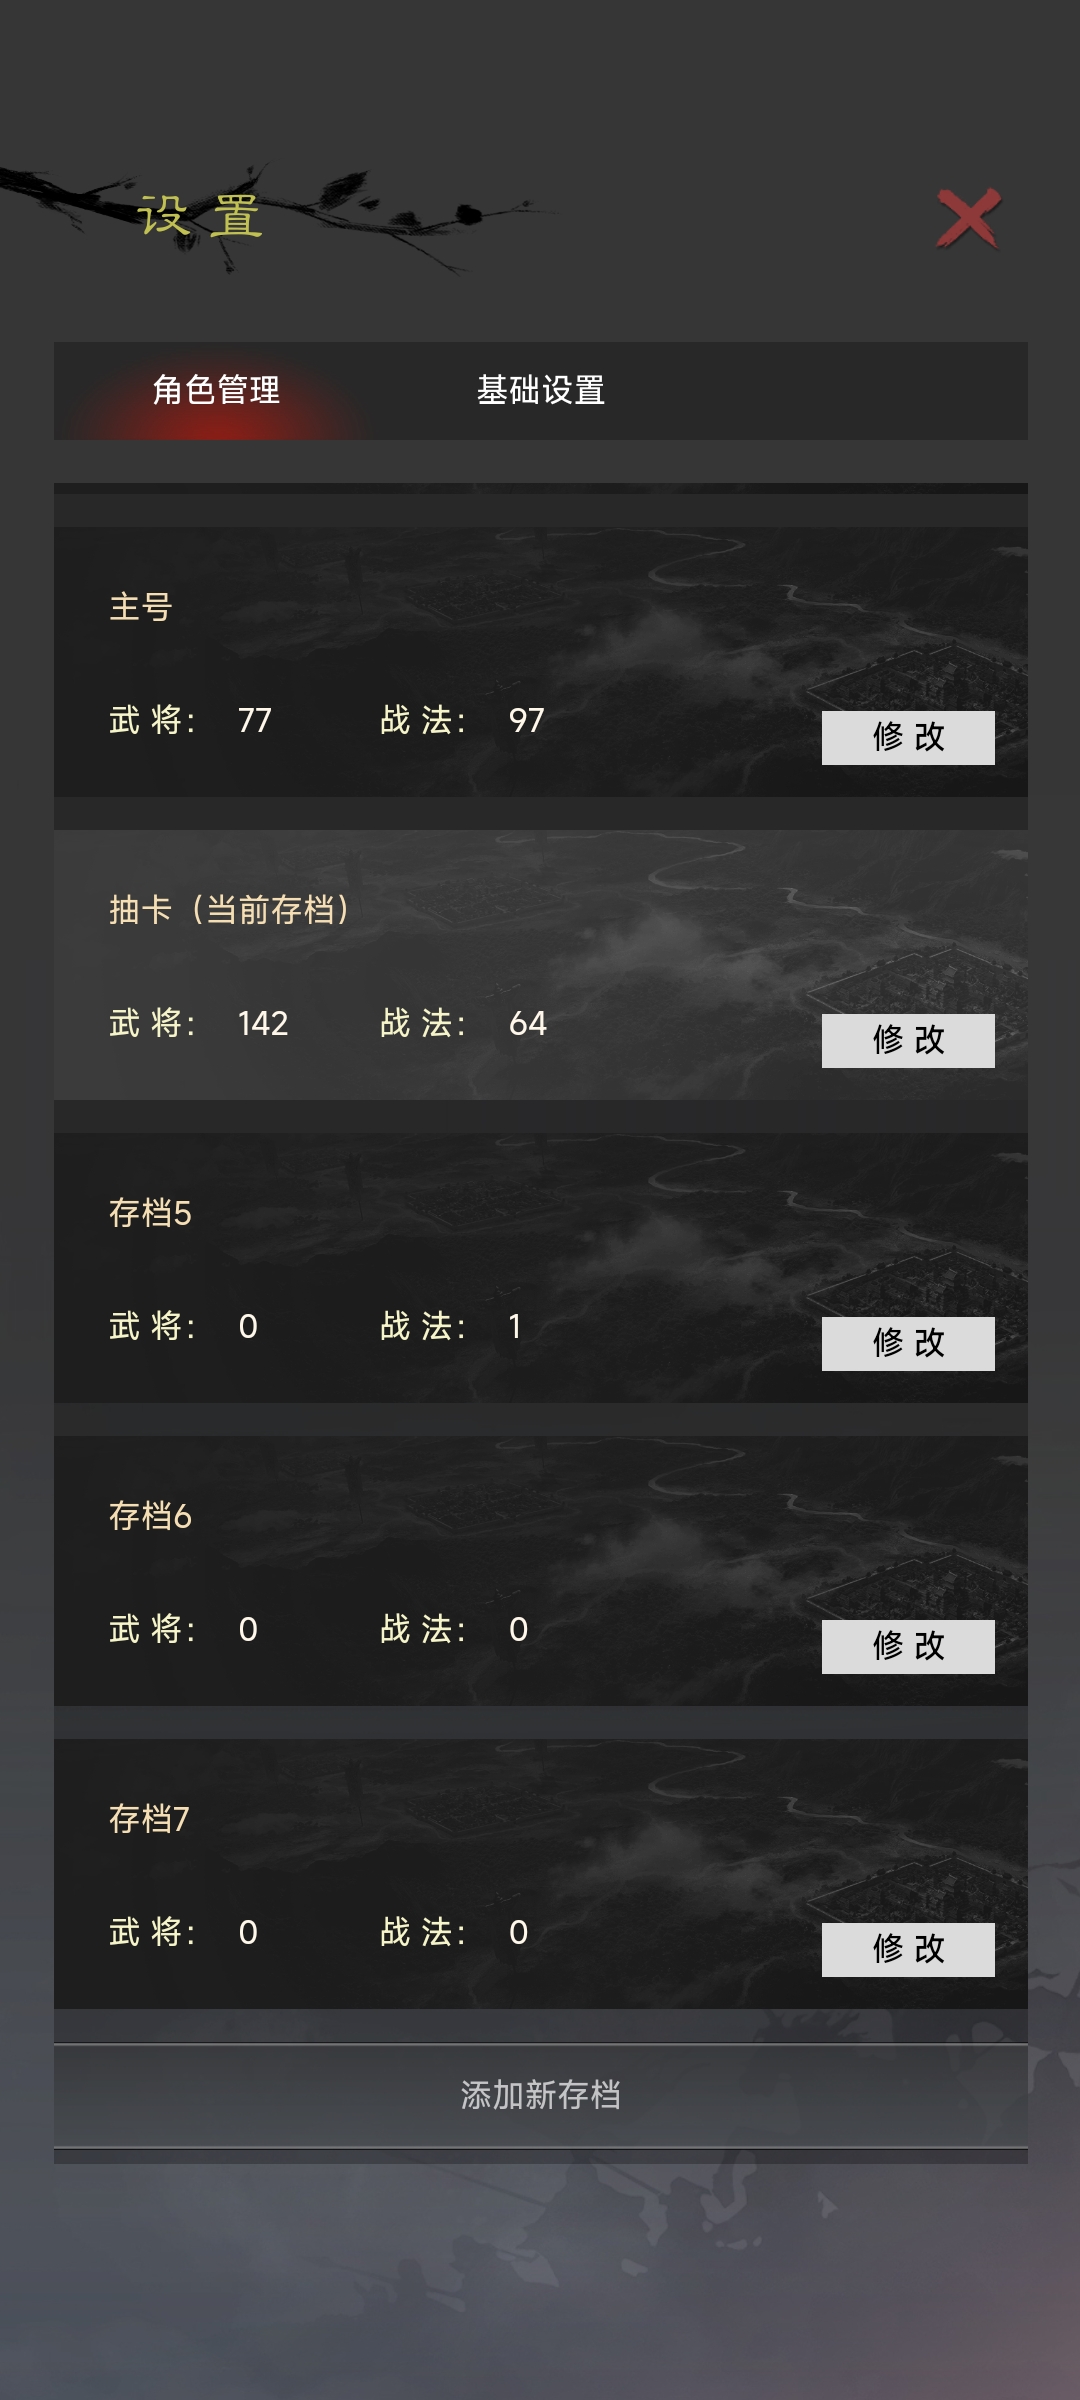 设置
角色管理 基础设置
主号
武将： 77 战法： 97
修改
抽卡（当前存档）
武将： 142 战法： 64
修改
存档5
武将： 0 战法： 1
修改
存档6
武将： 0 战法： 0
修改
存档7
武将： 0 战法： 0
修改
添加新存档